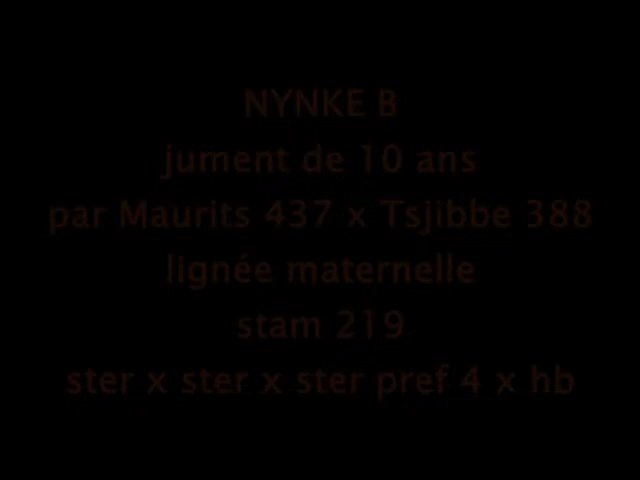 NYNKE B
jument de 10 ans
par Maurits 437 x Tsjibbe 388
lignée maternelle
stam 219
ster x ster x ster pref 4 x hb